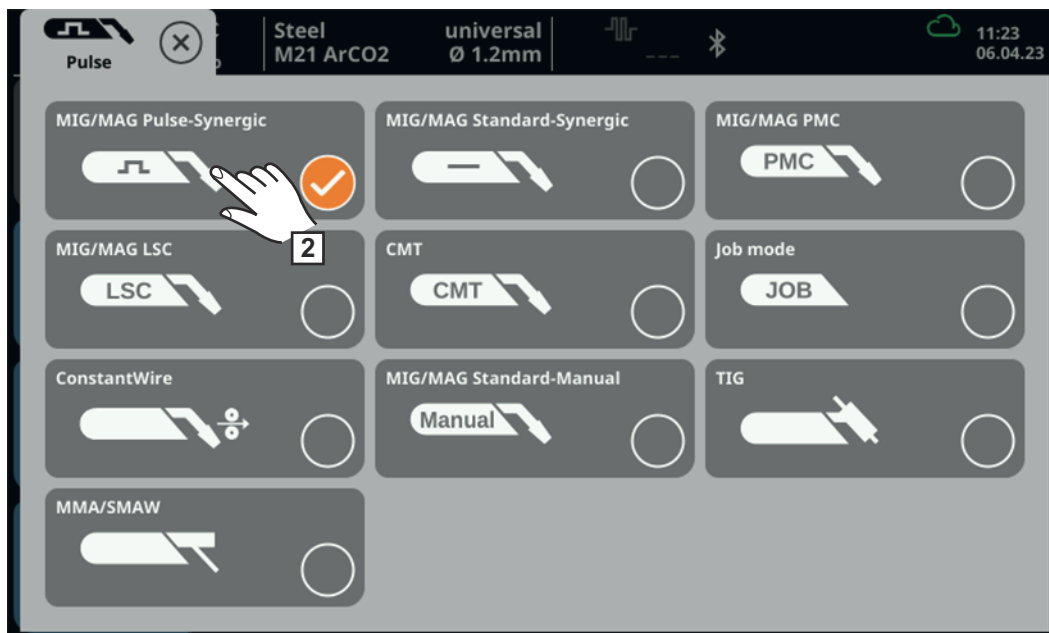 Pulse
Steel universal
M21 ArCO2 Ø 1.2mm
---
11:23
06.04.23
MIG/MAG Pulse-Synergic
MIG/MAG Standard-Synergic
MIG/MAG PMC
PMC
2
MIG/MAG LSC
CMT
Job mode
LSC
CMT
JOB
ConstantWire
MIG/MAG Standard-Manual
TIG
Manual
MMA/SMAW